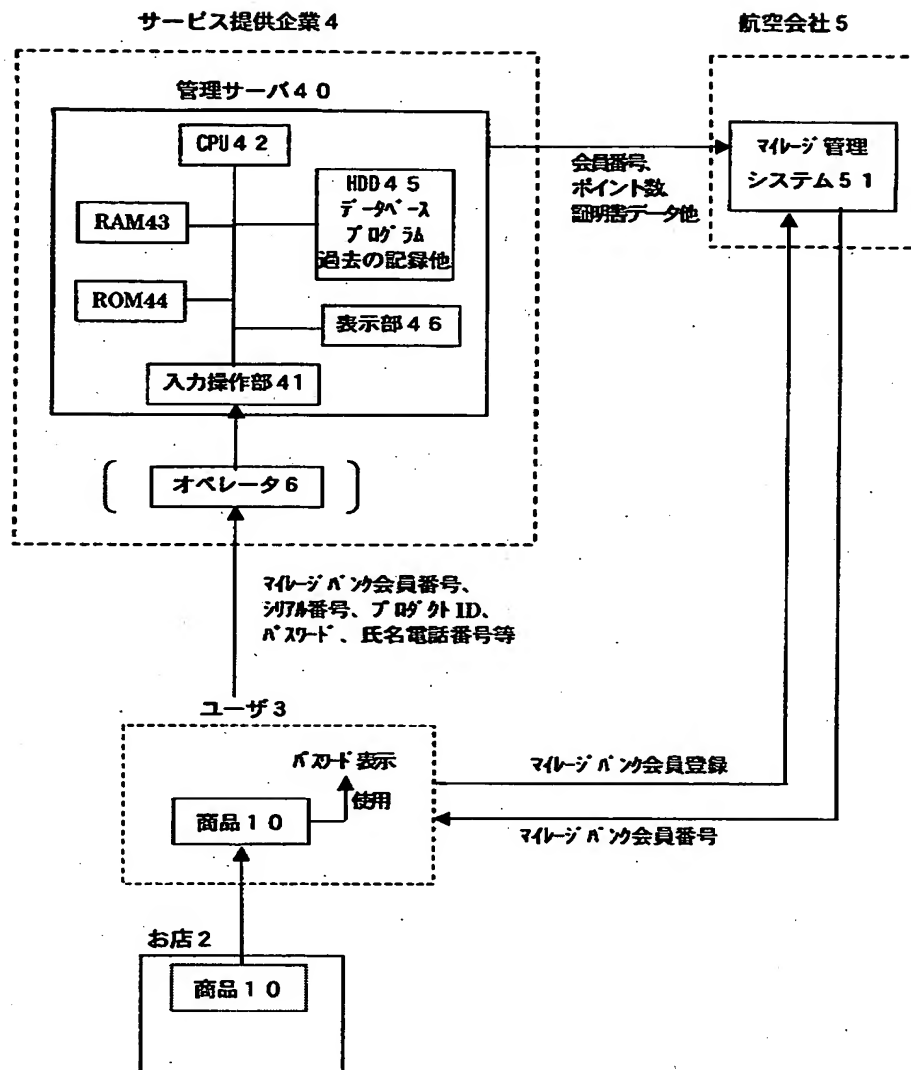 サービス提供企業4
航空会社5
管理サーバ40
CPU42
HDD45
データベース
プログラム
過去の記録他
RAM43
ROM44
表示部46
入力操作部41
会員番号、
ポイント数
証明書データ他
マイレージ管理
システム51
オペレータ6
マイレージバンク会員番号、
シリアル番号、プロダクトID、
パスワード、氏名電話番号等
ユーザ3
パスワード表示
使用
商品10
マイレージバンク会員登録
マイレージバンク会員番号
お店2
商品10